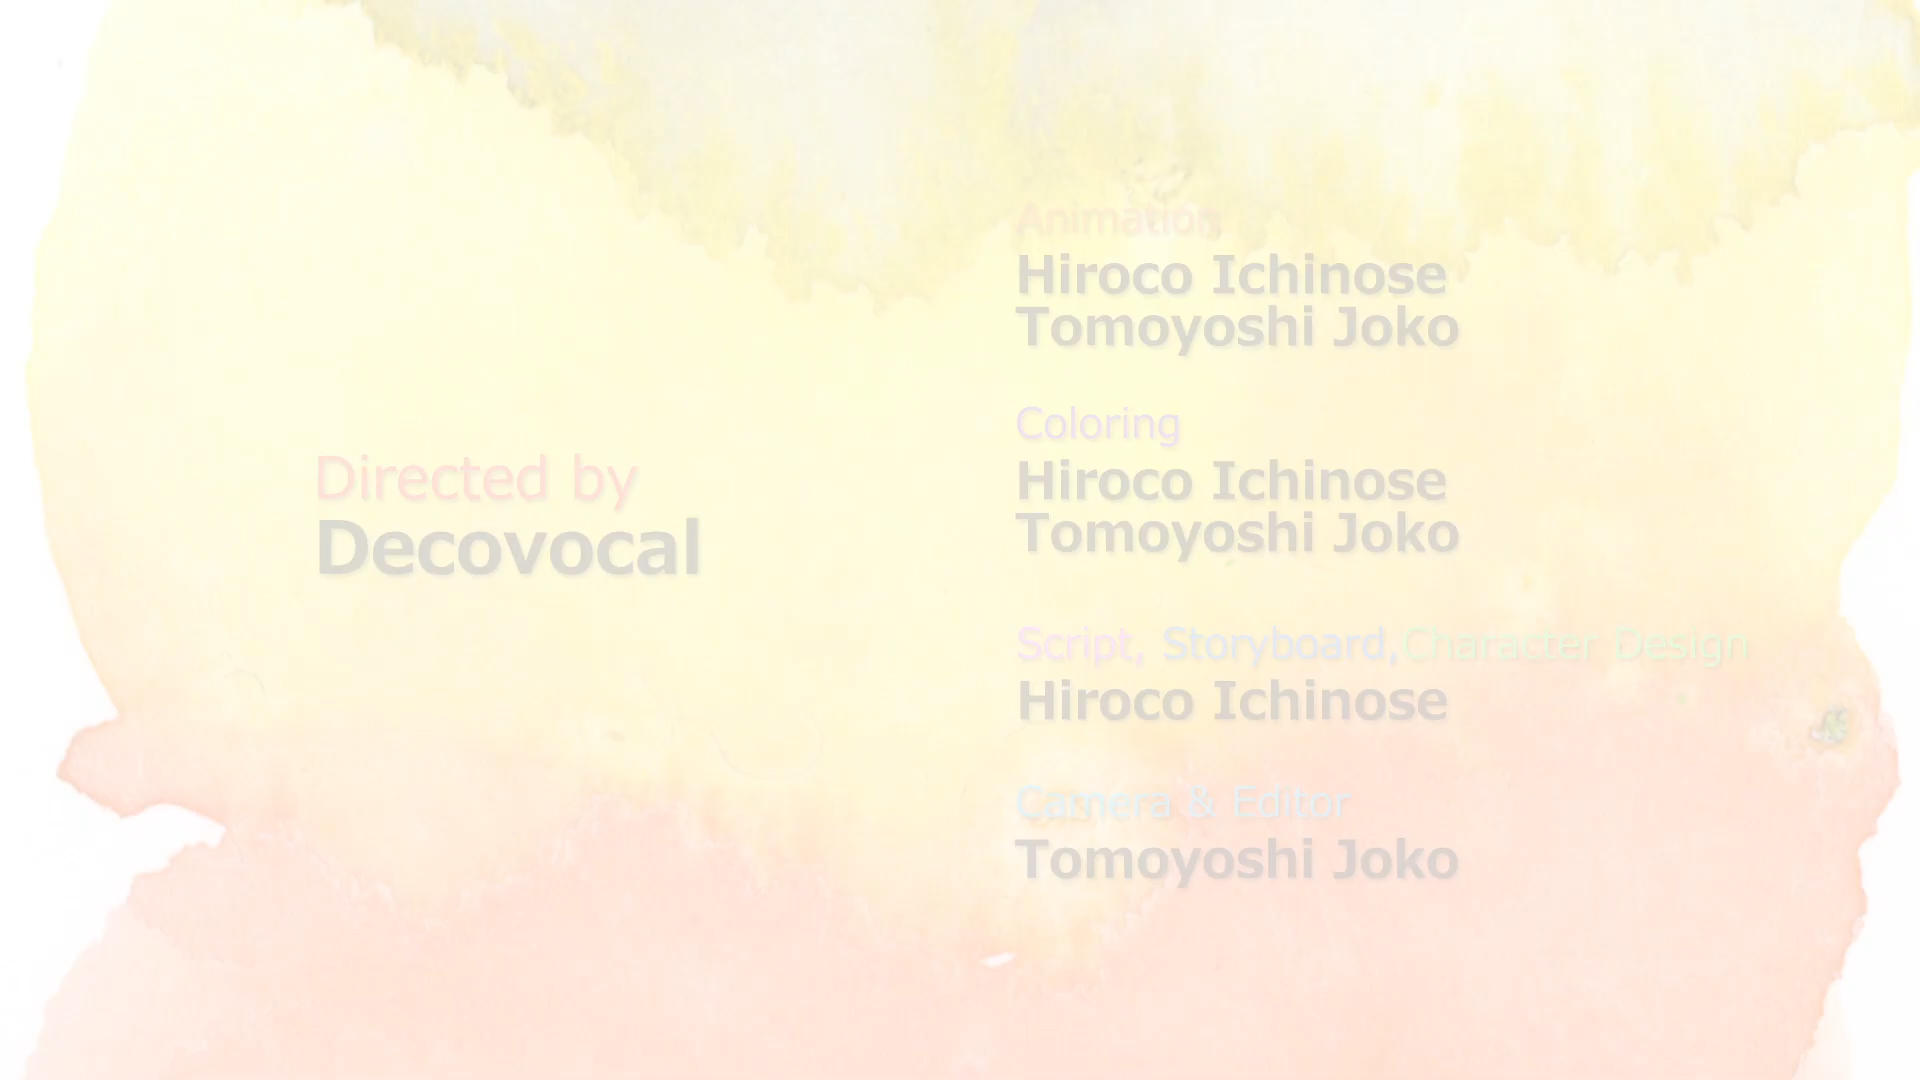 Directed by
Decovocal
Animation
Hiroco Ichinose
Tomoyoshi Joko
Coloring
Hiroco Ichinose
Tomoyoshi Joko
Script, Storyboard,Character Design
Hiroco Ichinose
Camera & Editor
Tomoyoshi Joko